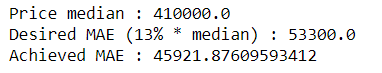 Price median : 410000.0
Desired MAE (13% * median) : 53300.0
Achieved MAE : 45921.87609593412